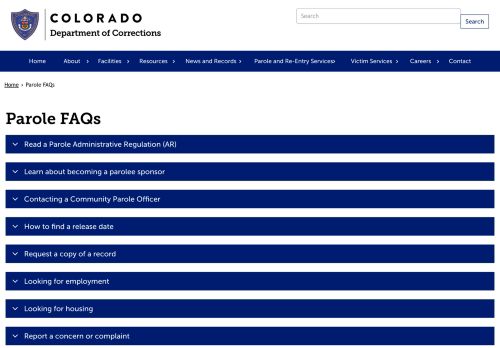 COLORADO
Department of Corrections
Search
Search
Home About Facilities Resources News and Records Parole and Re-Entry Services Victim Services Careers Contact
Home › Parole FAQs
Parole FAQs
Read a Parole Administrative Regulation (AR)
Learn about becoming a parolee sponsor
Contacting a Community Parole Officer
How to find a release date
Request a copy of a record
Looking for employment
Looking for housing
Report a concern or complaint